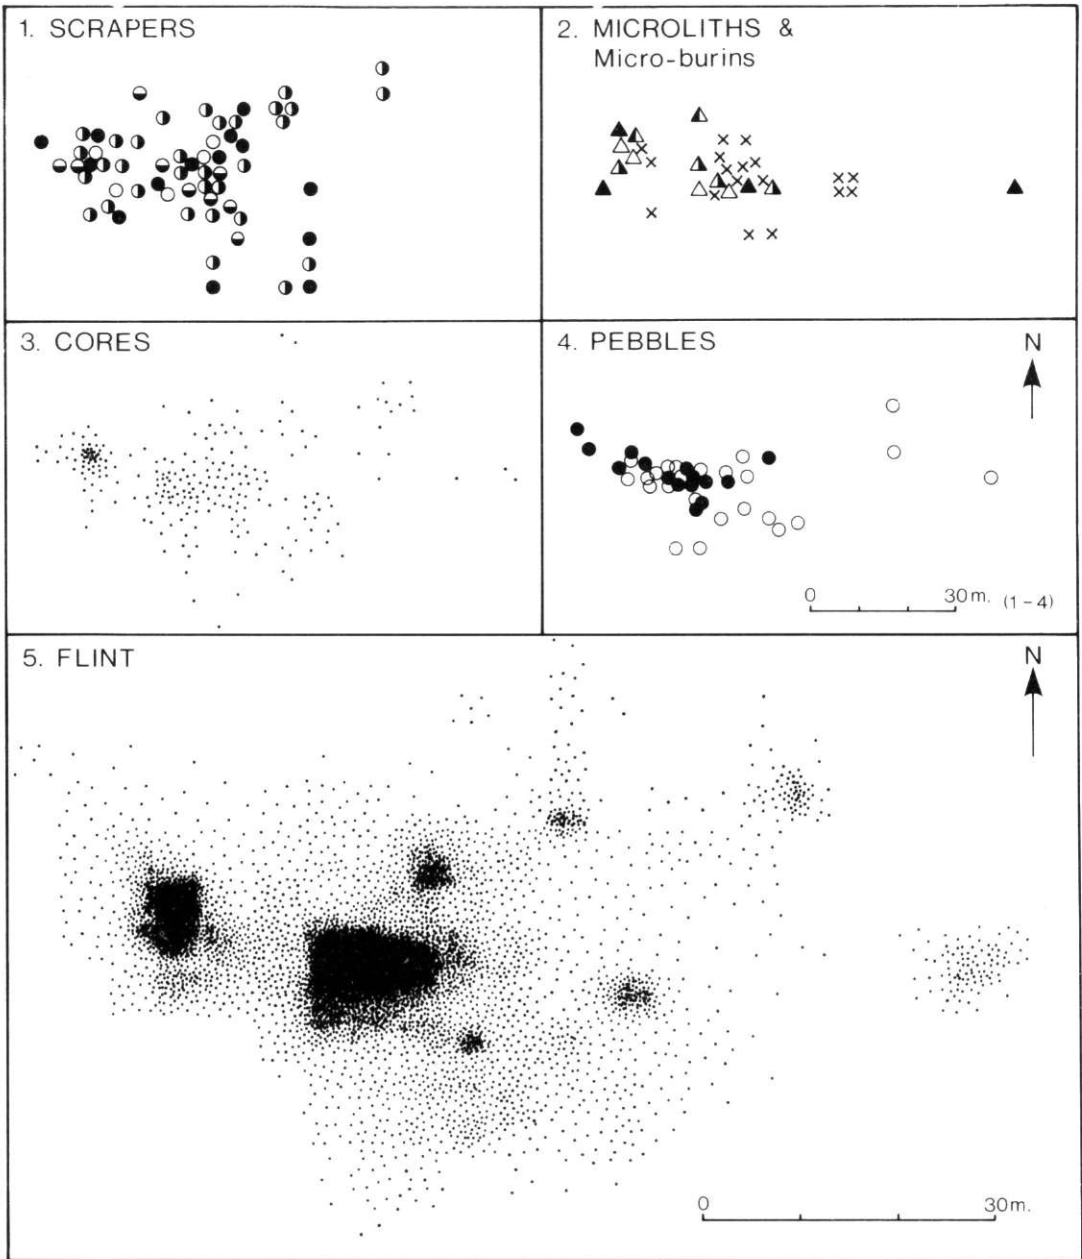 1. SCRAPERS
2. MICROLITHS &
Micro-burins
3. CORES
4. PEBBLES
N
0 30m. (1-4)
5. FLINT
N
0 30m.